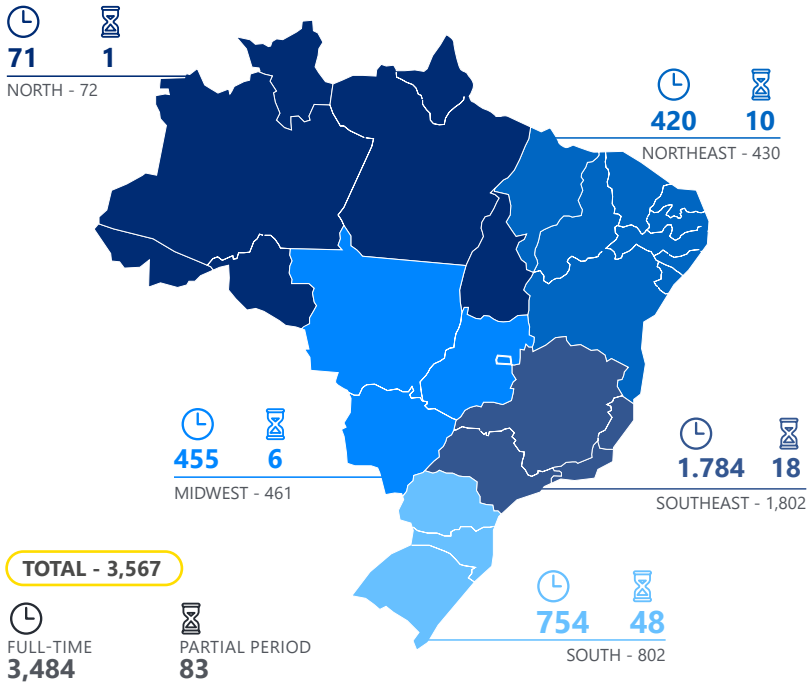 71 1
NORTH - 72
420 10
NORTHEAST - 430
455 6
MIDWEST - 461
1.784 18
SOUTHEAST - 1,802
TOTAL - 3,567
754 48
SOUTH - 802
FULL-TIME PARTIAL PERIOD
3,484 83